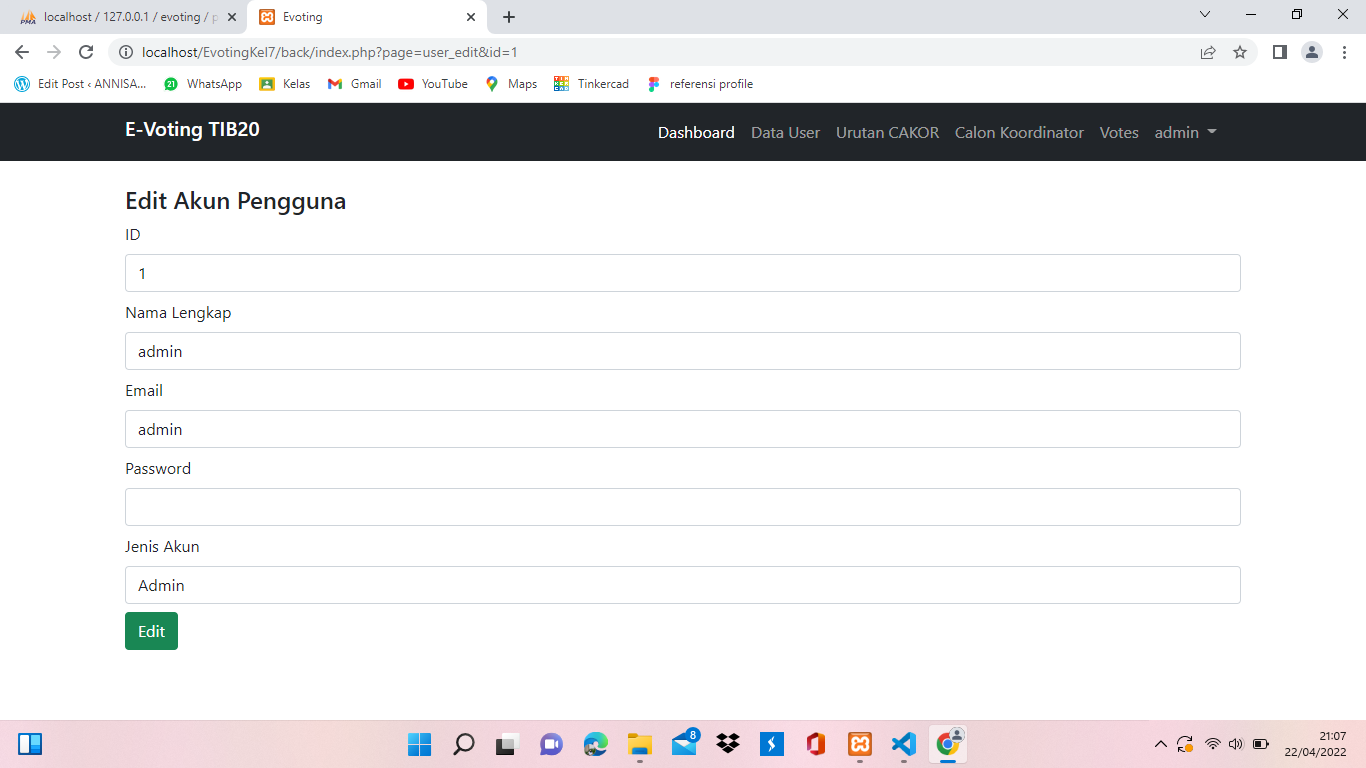 PMA localhost / 127.0.0.1 / evoting / p
Evoting
localhost/EvotingKel7/back/index.php?page=user_edit&id=1
Edit Post ‹ ANNISA... 21 WhatsApp Kelas Gmail YouTube Maps TINKERCAD Tinkercad referensi profile
E-Voting TIB20 Dashboard Data User Urutan CAKOR Calon Koordinator Votes admin
Edit Akun Pengguna
ID
1
Nama Lengkap
admin
Email
admin
Password
Jenis Akun
Admin
Edit
8
21:07
22/04/2022